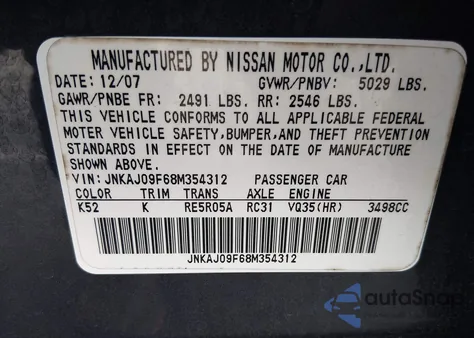 MANUFACTURED BY NISSAN MOTOR CO.,LTD.
DATE: 12/07 GVWR/PNBV: 5029 LBS.
GAWR/PNBE FR: 2491 LBS. RR: 2546 LBS.
THIS VEHICLE CONFORMS TO ALL APPLICABLE FEDERAL
MOTER VEHICLE SAFETY, BUMPER, AND THEFT PREVENTION
STANDARDS IN EFFECT ON THE DATE OF MANUFACTURE
SHOWN ABOVE.
VIN: JNKAJ09F68M354312 PASSENGER CAR
COLOR TRIM TRANS AXLE ENGINE
K52 K RE5R05A RC31 VQ35(HR) 3498CC
JNKAJ09F68M354312
autoSnap